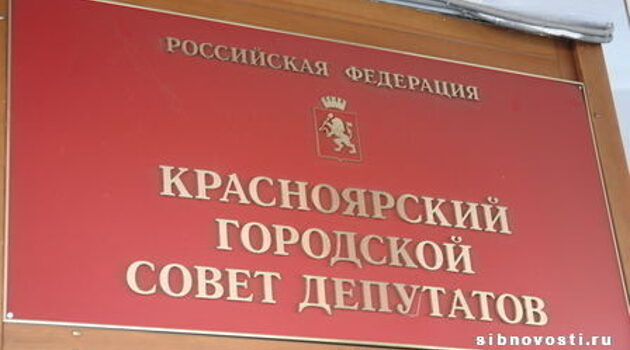 РОССИЙСКАЯ ФЕДЕРАЦИЯ
КРАСНОЯРСКИЙ
ГОРОДСКОЙ
СОВЕТ ДЕПУТАТОВ
sibnovosti.ru